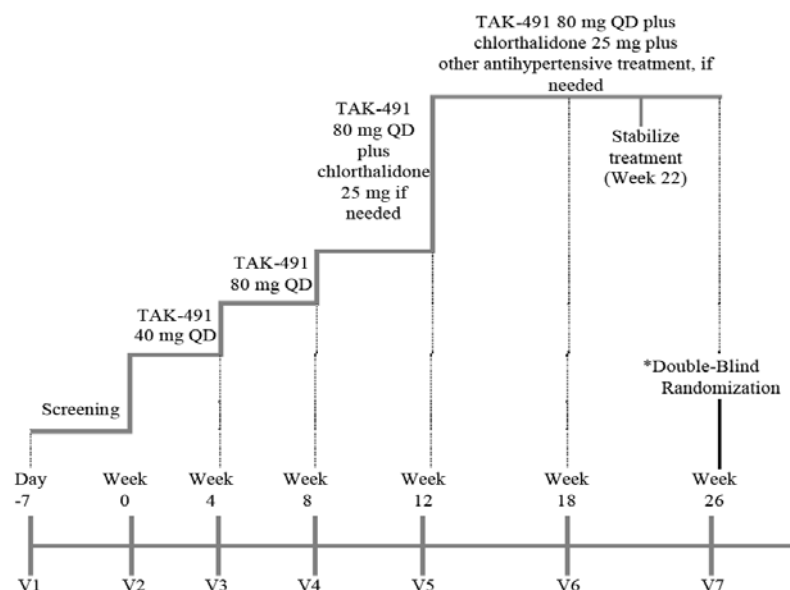 TAK-491 80 mg QD plus
chlorthalidone 25 mg plus
other antihypertensive treatment, if
needed
TAK-491
80 mg QD
plus
chlorthalidone
25 mg if
needed
Stabilize
treatment
(Week 22)
TAK-491
80 mg QD
TAK-491
40 mg QD
*Double-Blind
Randomization
Screening
Day Week Week Week Week Week Week
-7 0 4 8 12 18 26
V1 V2 V3 V4 V5 V6 V7